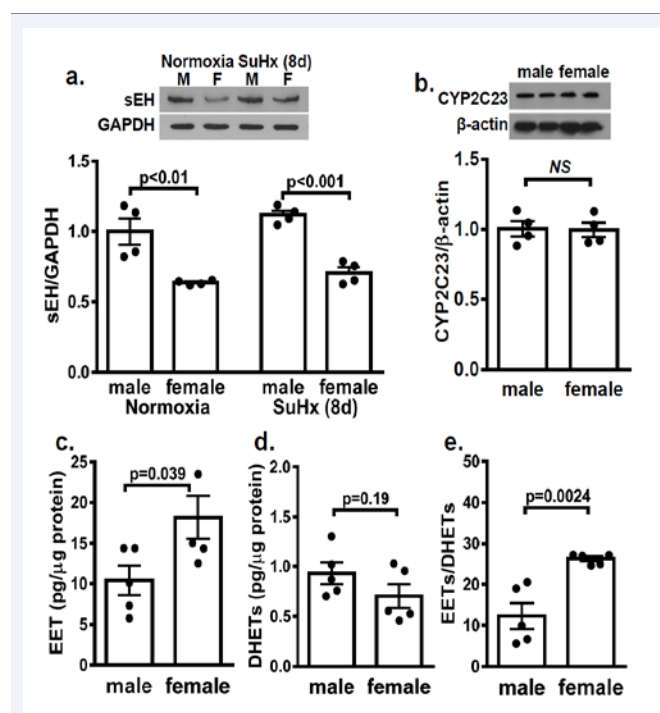 a.
Normoxia SuHx (8d)
M F M F
sEH
GAPDH
p<0.01
p<0.001
sEH/GAPDH
1.5
1.0
0.5
0.0
male female male female
Normoxia SuHx (8d)
b.
male female
CYP2C23
β-actin
NS
CYP2C23/β-actin
1.5
1.0
0.5
0.0
male female
c.
p=0.039
EET (pg/μg protein)
25
20
15
10
5
0
male female
d.
p=0.19
DHETs (pg/μg protein)
2.0
1.5
1.0
0.5
0.0
male female
e.
p=0.0024
EETs/DHETs
30
20
10
0
male female